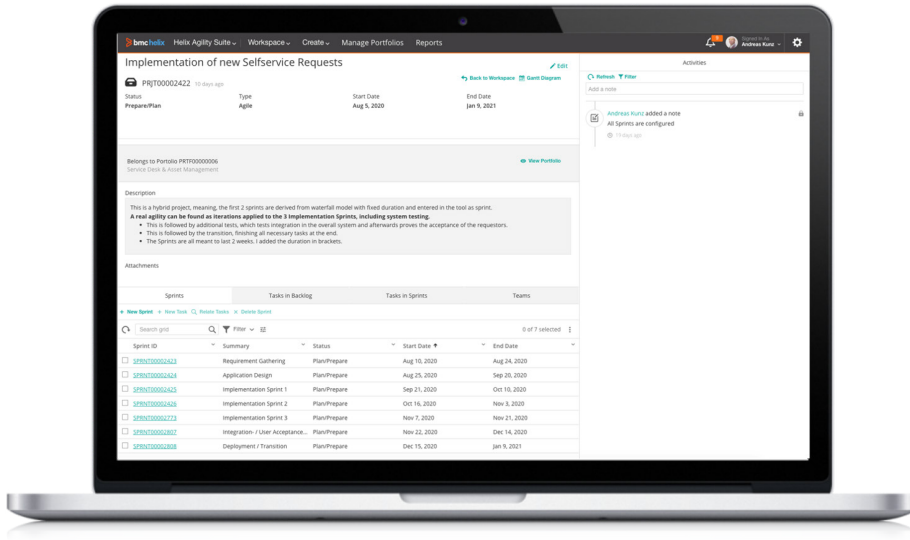 bmchelix Helix Agility Suite Workspace Create Manage Portfolios Reports
Signed In As
Andreas Kunz
Implementation of new Selfservice Requests
Edit
PRJT00002422 10 days ago
Back to Workspace Gantt Diagram
Status Type Start Date End Date
Prepare/Plan Agile Aug 5, 2020 Jan 9, 2021
Belongs to Portolio PRTF00000006
View Portfolio
Service Desk & Asset Management
Description
This is a hybrid project, meaning, the first 2 sprints are derived from waterfall model with fixed duration and entered in the tool as sprint.
A real agility can be found as iterations applied to the 3 Implementation Sprints, including system testing.
• This is followed by additional tests, which tests integration in the overall system and afterwards proves the acceptance of the requestors.
• This is followed by the transition, finishing all necessary tasks at the end.
• The Sprints are all meant to last 2 weeks. I added the duration in brackets.
Attachments
Sprints Tasks in Backlog Tasks in Sprints Teams
+ New Sprint + New Task Relate Tasks × Delete Sprint
Search grid Filter 0 of 7 selected
Sprint ID Summary Status Start Date End Date
SPRNT00002423 Requirement Gathering Plan/Prepare Aug 10, 2020 Aug 24, 2020
SPRNT00002424 Application Design Plan/Prepare Aug 25, 2020 Sep 20, 2020
SPRNT00002425 Implementation Sprint 1 Plan/Prepare Sep 21, 2020 Oct 10, 2020
SPRNT00002426 Implementation Sprint 2 Plan/Prepare Oct 16, 2020 Nov 3, 2020
SPRNT00002773 Implementation Sprint 3 Plan/Prepare Nov 7, 2020 Nov 21, 2020
SPRNT00002807 Integration- / User Acceptance... Plan/Prepare Nov 22, 2020 Dec 14, 2020
SPRNT00002808 Deployment / Transition Plan/Prepare Dec 15, 2020 Jan 9, 2021
Activities
Refresh Filter
Add a note
Andreas Kunz added a note
All Sprints are configured
days ago